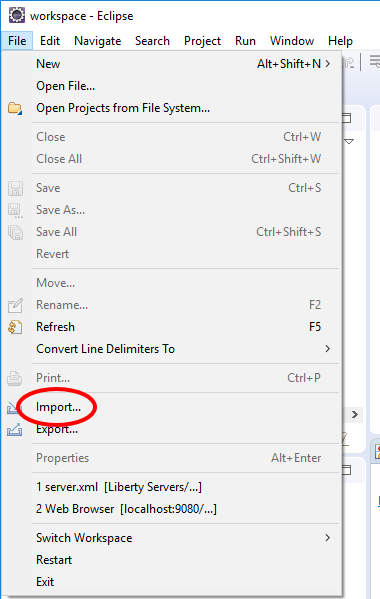 workspace - Eclipse
File Edit Navigate Search Project Run Window Help
New Alt+Shift+N >
Open File...
Open Projects from File System...
Close Ctrl+W
Close All Ctrl+Shift+W
Save Ctrl+S
Save As...
Save All Ctrl+Shift+S
Revert
Move...
Rename... F2
Refresh F5
Convert Line Delimiters To >
Print... Ctrl+P
Import...
Export...
Properties Alt+Enter
1 server.xml [Liberty Servers/...]
2 Web Browser [localhost:9080/...]
Switch Workspace >
Restart
Exit